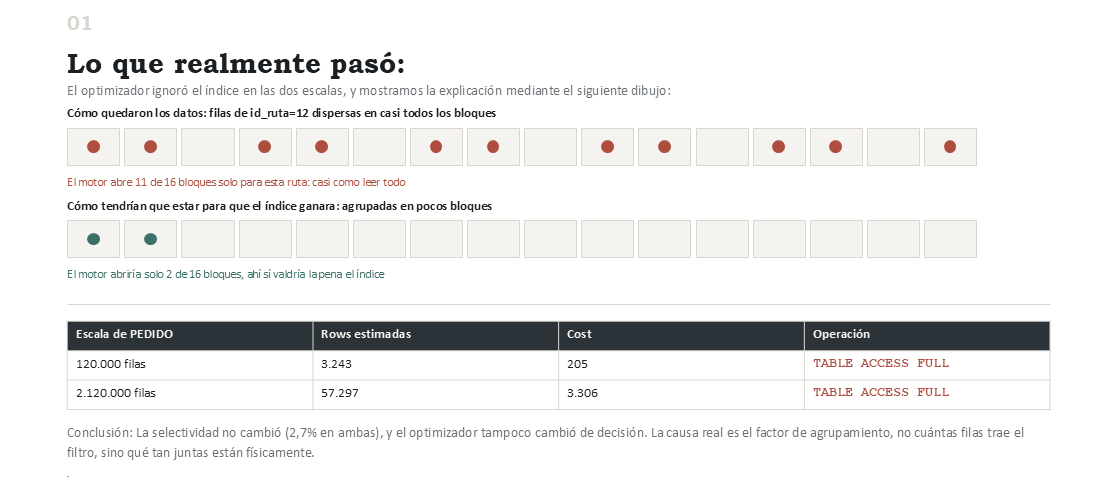 01
Lo que realmente pasó:
El optimizador ignoró el índice en las dos escalas, y mostramos la explicación mediante el siguiente dibujo:
Cómo quedaron los datos: filas de id_ruta=12 dispersas en casi todos los bloques
El motor abre 11 de 16 bloques solo para esta ruta: casi como leer todo
Cómo tendrían que estar para que el índice ganara: agrupadas en pocos bloques
El motor abriría solo 2 de 16 bloques, ahí sí valdría la pena el índice
Escala de PEDIDO Rows estimadas Cost Operación
120.000 filas 3.243 205 TABLE ACCESS FULL
2.120.000 filas 57.297 3.306 TABLE ACCESS FULL
Conclusión: La selectividad no cambió (2,7% en ambas), y el optimizador tampoco cambió de decisión. La causa real es el factor de agrupamiento, no cuántas filas trae el
filtro, sino qué tan juntas están físicamente.
.